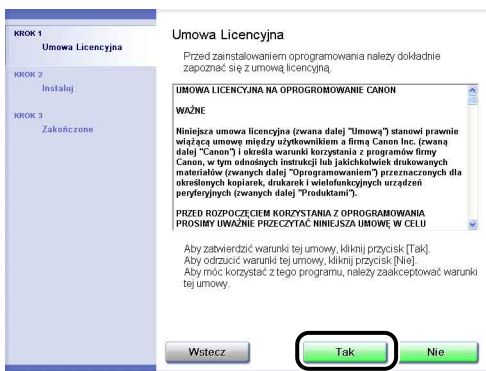 KROK 1
Umowa Licencyjna
KROK 2
Instaluj
KROK 3
Zakończone
Umowa Licencyjna
Przed zainstalowaniem oprogramowania należy dokładnie
zapoznać się z umową licencyjną.
UMOWA LICENCYJNA NA OPROGROMOWANIE CANON
WAŻNE
Niniejsza umowa licencyjna (zwana dalej "Umową") stanowi prawnie
wiążącą umowę między użytkownikiem a firmą Canon Inc. (zwaną
dalej "Canon") i określa warunki korzystania z programów firmy
Canon, w tym odnośnych instrukcji lub jakichkolwiek drukowanych
materiałów (zwanych dalej "Oprogramowaniem") przeznaczonych dla
określonych kopiarek, drukarek i wielofunkcyjnych urządzeń
peryferyjnych (zwanych dalej "Produktami").
PRZED ROZPOCZĘCIEM KORZYSTANIA Z OPROGRAMOWANIA
PROSIMY UWAŻNIE PRZECZYTAĆ NINIEJSZA UMOWĘ W CELU
Aby zatwierdzić warunki tej umowy, kliknij przycisk [Tak].
Aby odrzucić warunki tej umowy, kliknij przycisk [Nie].
Aby móc korzystać z tego programu, należy zaakceptować warunki
tej umowy.
Wstecz
Tak
Nie